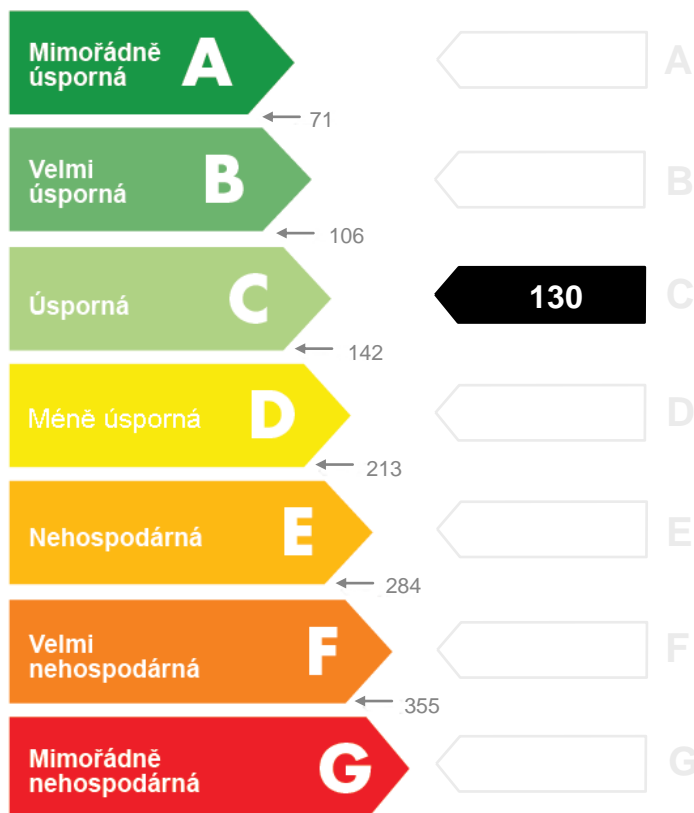 Mimořádně
úsporná
A
A
71
Velmi
úsporná
B
B
106
Úsporná
C
130
C
142
Méně úsporná
D
D
213
Nehospodárná
E
E
284
Velmi
nehospodárná
F
F
355
Mimořádně
nehospodárná
G
G